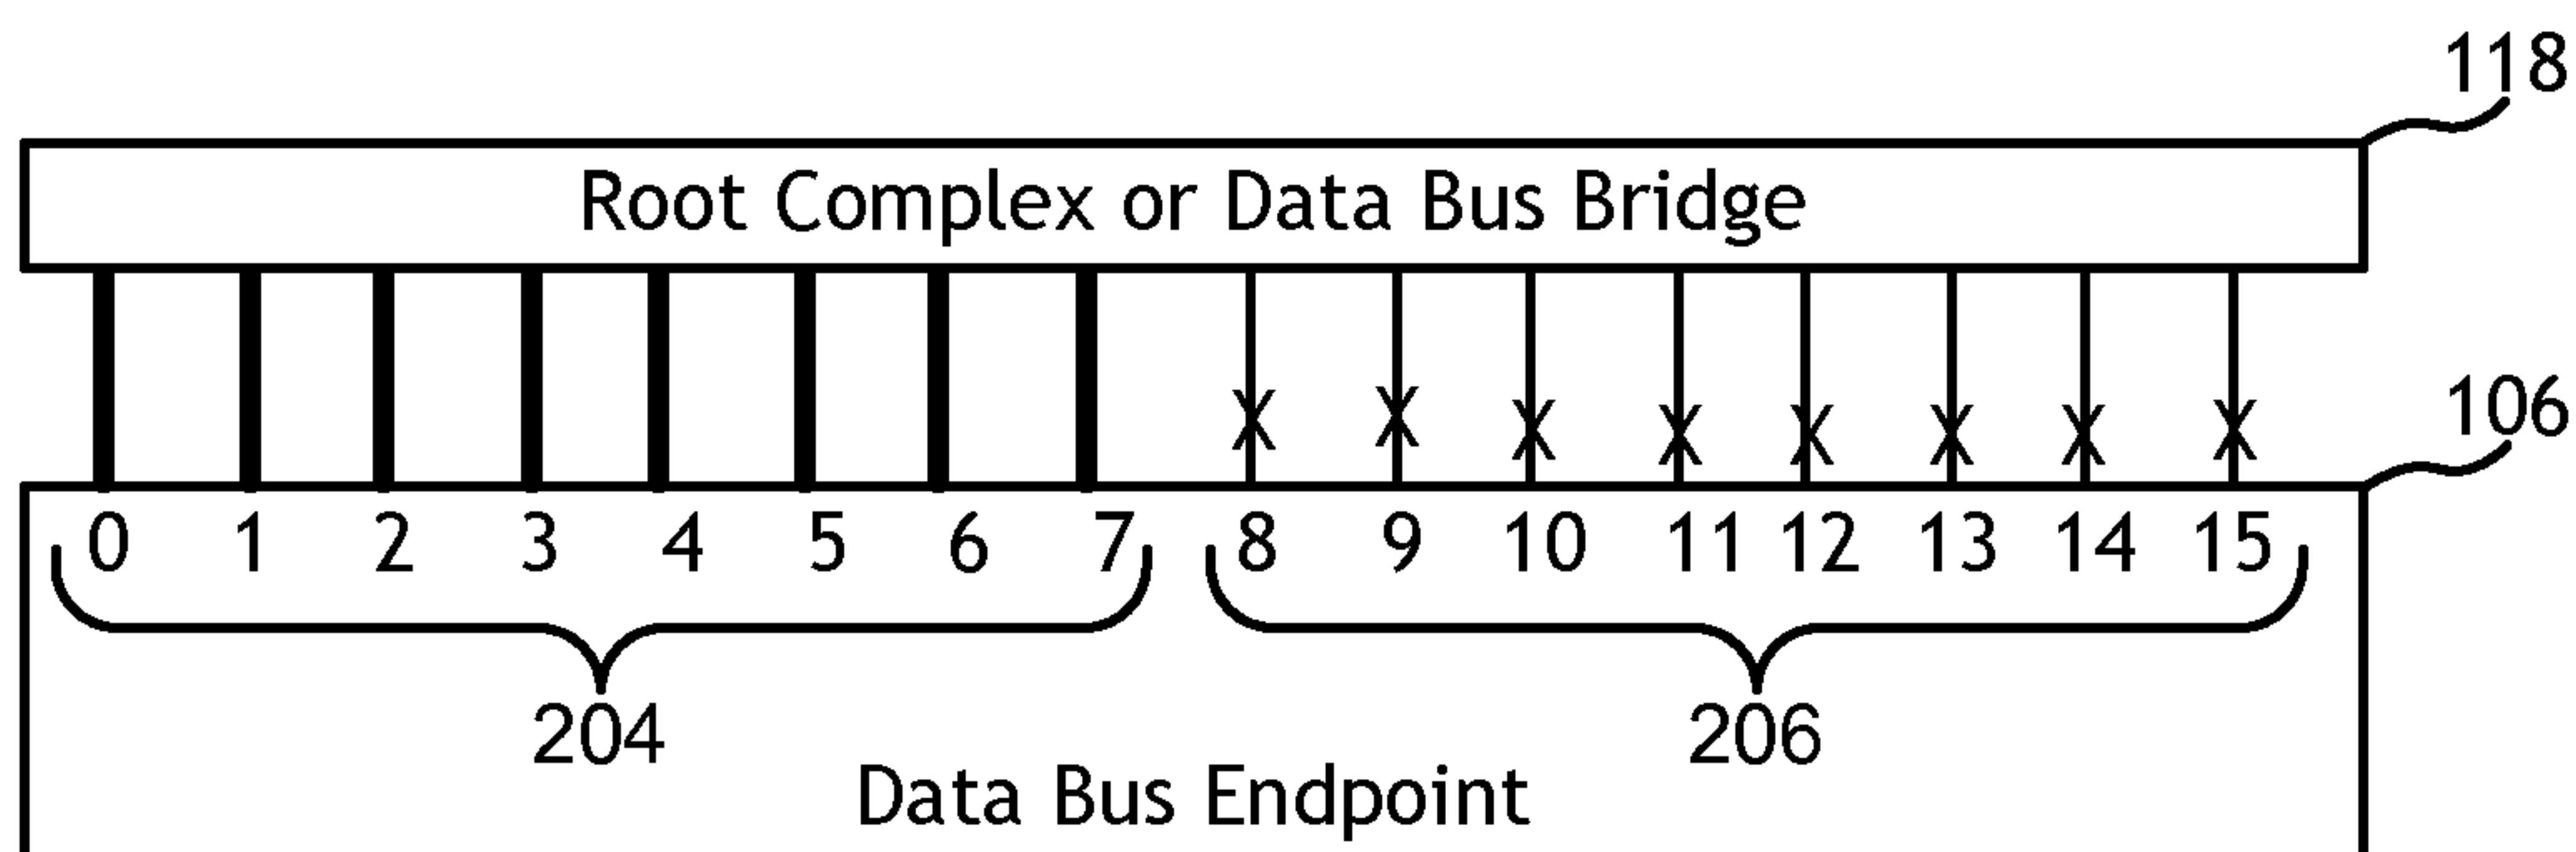 118
Root Complex or Data Bus Bridge
X X X X X X X X
106
0 1 2 3 4 5 6 7 8 9 10 11 12 13 14 15
204 206
Data Bus Endpoint